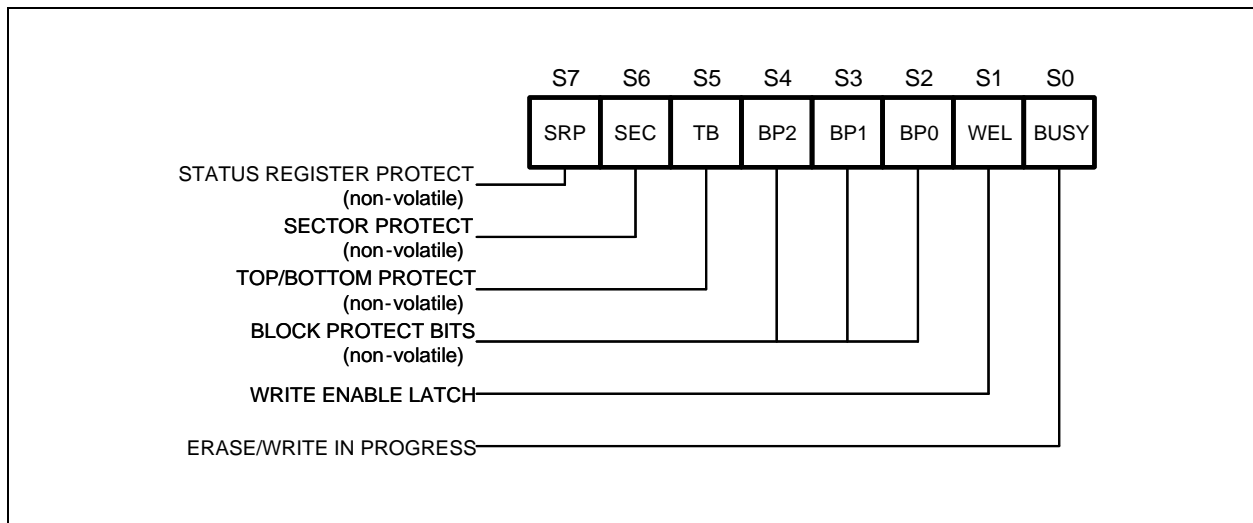 S7 S6 S5 S4 S3 S2 S1 S0
SRP SEC TB BP2 BP1 BP0 WEL BUSY
STATUS REGISTER PROTECT
(non-volatile)
SECTOR PROTECT
(non-volatile)
TOP/BOTTOM PROTECT
(non-volatile)
BLOCK PROTECT BITS
(non-volatile)
WRITE ENABLE LATCH
ERASE/WRITE IN PROGRESS